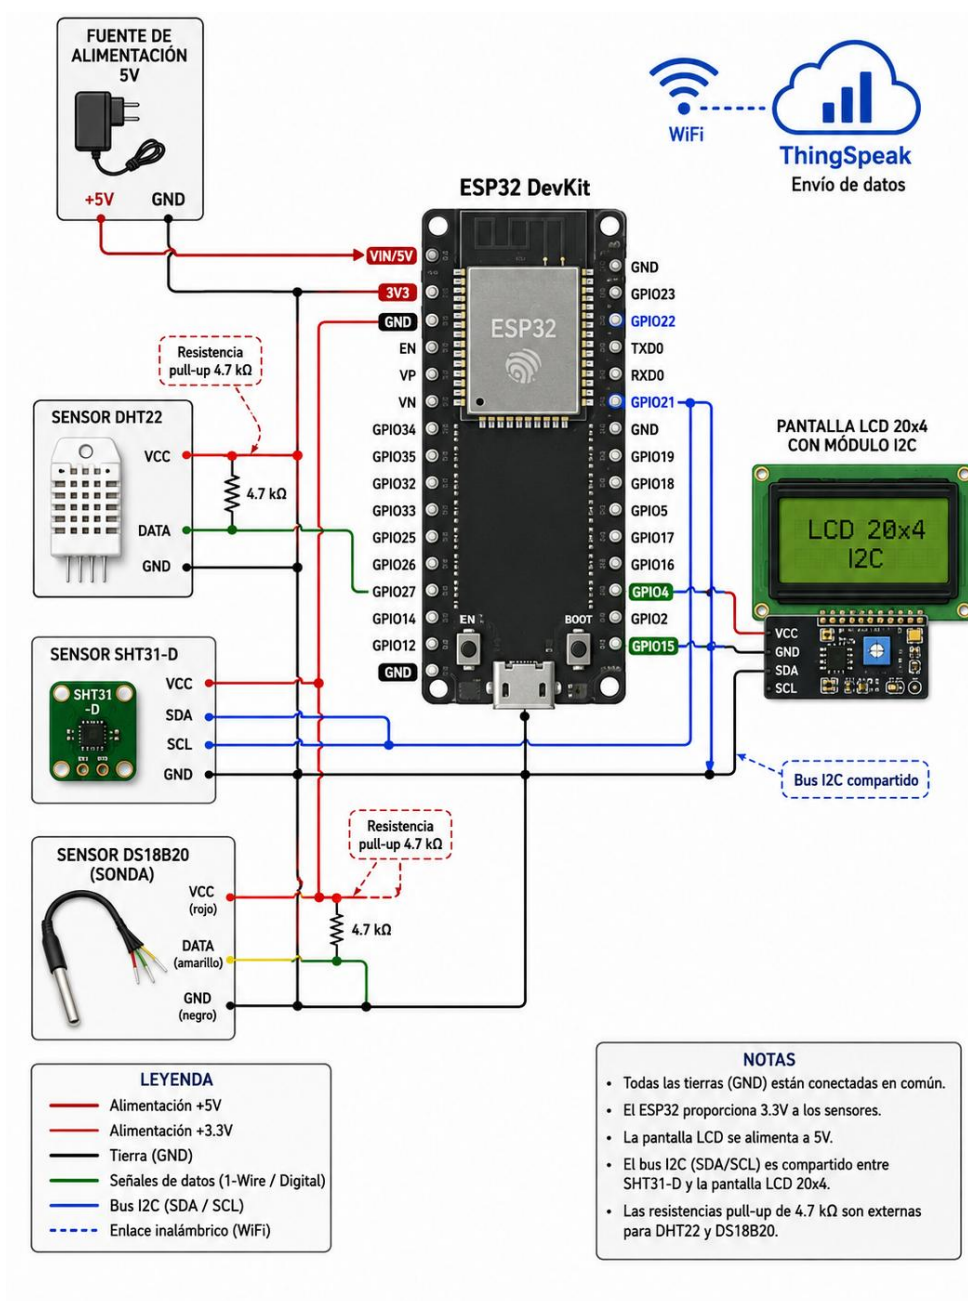 FUENTE DE
ALIMENTACIÓN
5V
+5V
GND
WiFi
ThingSpeak
Envío de datos
ESP32 DevKit
VIN/5V
3V3
GND
EN
VP
VN
GPIO34
GPIO35
GPIO32
GPIO33
GPIO25
GPIO26
GPIO27
GPIO14
GPIO12
GND
ESP32
EN
BOOT
GND
GPIO23
GPIO22
TXD0
RXD0
GPIO21
GND
GPIO19
GPIO18
GPIO5
GPIO17
GPIO16
GPIO4
GPIO2
GPIO15
Resistencia
pull-up 4.7 kΩ
SENSOR DHT22
VCC
4.7 kΩ
DATA
GND
PANTALLA LCD 20x4
CON MÓDULO I2C
LCD 20x4
I2C
VCC
GND
SDA
SCL
SENSOR SHT31-D
SHT31
-D
VCC
SDA
SCL
GND
Bus I2C compartido
Resistencia
pull-up 4.7 kΩ
SENSOR DS18B20
(SONDA)
VCC
(rojo)
4.7 kΩ
DATA
(amarillo)
GND
(negro)
LEYENDA
Alimentación +5V
Alimentación +3.3V
Tierra (GND)
Señales de datos (1-Wire / Digital)
Bus I2C (SDA / SCL)
Enlace inalámbrico (WiFi)
NOTAS
• Todas las tierras (GND) están conectadas en común.
• El ESP32 proporciona 3.3V a los sensores.
• La pantalla LCD se alimenta a 5V.
• El bus I2C (SDA/SCL) es compartido entre
SHT31-D y la pantalla LCD 20x4.
• Las resistencias pull-up de 4.7 kΩ son externas
para DHT22 y DS18B20.